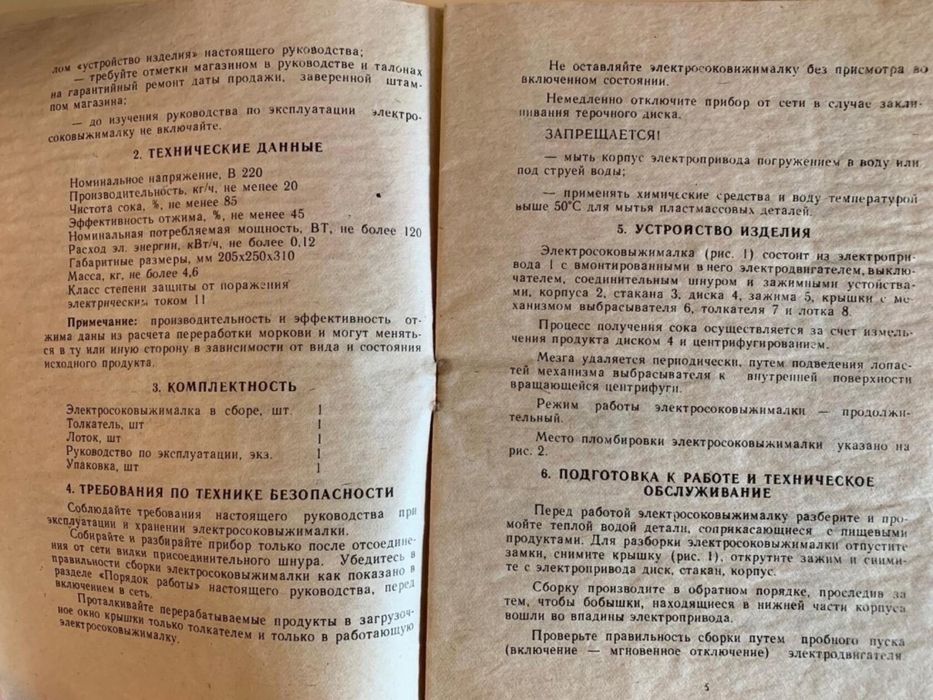 лом «устройство изделия» настоящего руководства;
— требуйте отметки магазином в руководстве и талонах
на гарантийный ремонт даты продажи, заверенной штам-
пом магазина;
— до изучения руководства по эксплуатации электро-
соковыжималку не включайте.
2. ТЕХНИЧЕСКИЕ ДАННЫЕ
Номинальное напряжение, В 220
Производительность, кг/ч, не менее 20
Чистота сока, %, не менее 85
Эффективность отжима, %, не менее 45
Номинальная потребляемая мощность, ВТ, не более 120
Расход эл. энергии, кВт/ч, не более 0,12
Габаритные размеры, мм 205х250х310
Масса, кг, не более 4,6
Класс степени защиты от поражения
электрическим током II
Примечание: производительность и эффективность от-
жима даны из расчета переработки моркови и могут менять-
ся в ту или иную сторону в зависимости от вида и состояния
исходного продукта.
3. КОМПЛЕКТНОСТЬ
Электросоковыжималка в сборе, шт. 1
Толкатель, шт 1
Лоток, шт 1
Руководство по эксплуатации, экз. 1
Упаковка, шт 1
4. ТРЕБОВАНИЯ ПО ТЕХНИКЕ БЕЗОПАСНОСТИ
Соблюдайте требования настоящего руководства при
эксплуатации и хранении электросоковыжималки.
Собирайте и разбирайте прибор только после отсоедине-
ния от сети вилки присоединительного шнура. Убедитесь в
правильности сборки электросоковыжималки как показано в
разделе «Порядок работы» настоящего руководства, перед
включением в сеть.
Проталкивайте перерабатываемые продукты в загрузоч-
ное окно крышки только толкателем и только в работающую
электросоковыжималку.
Не оставляйте электросоковижималку без присмотра во
включенном состоянии.
Немедленно отключите прибор от сети в случае закли-
нивания терочного диска.
ЗАПРЕЩАЕТСЯ!
— мыть корпус электропривода погружением в воду или
под струей воды;
— применять химические средства и воду температурой
выше 50°С для мытья пластмассовых деталей.
5. УСТРОЙСТВО ИЗДЕЛИЯ
Электросоковыжималка (рис. 1) состоит из электропри-
вода 1 с вмонтированными в него электродвигателем, выклю-
чателем, соединительным шнуром и зажимными устройства-
ми, корпуса 2, стакана 3, диска 4, зажима 5, крышки с ме-
ханизмом выбрасывателя 6, толкателя 7 и лотка 8.
Процесс получения сока осуществляется за счет измель-
чения продукта диском 4 и центрифугированием.
Мезга удаляется периодически, путем подведения лопас-
тей механизма выбрасывателя к внутренней поверхности
вращающейся центрифуги.
Режим работы электросоковыжималки — продолжи-
тельный.
Место пломбировки электросоковыжималки указано на
рис. 2.
6. ПОДГОТОВКА К РАБОТЕ И ТЕХНИЧЕСКОЕ
ОБСЛУЖИВАНИЕ
Перед работой электросоковыжималку разберите и про-
мойте теплой водой детали, соприкасающиеся с пищевыми
продуктами. Для разборки электросоковыжималки отпустите
замки, снимите крышку (рис. 1), открутите зажим и сними-
те с электропривода диск, стакан, корпус.
Сборку производите в обратном порядке, проследив за
тем, чтобы бобышки, находящиеся в нижней части корпуса
вошли во впадины электропривода.
Проверьте правильность сборки путем пробного пуска
(включение — мгновенное отключение) электродвигателя
5